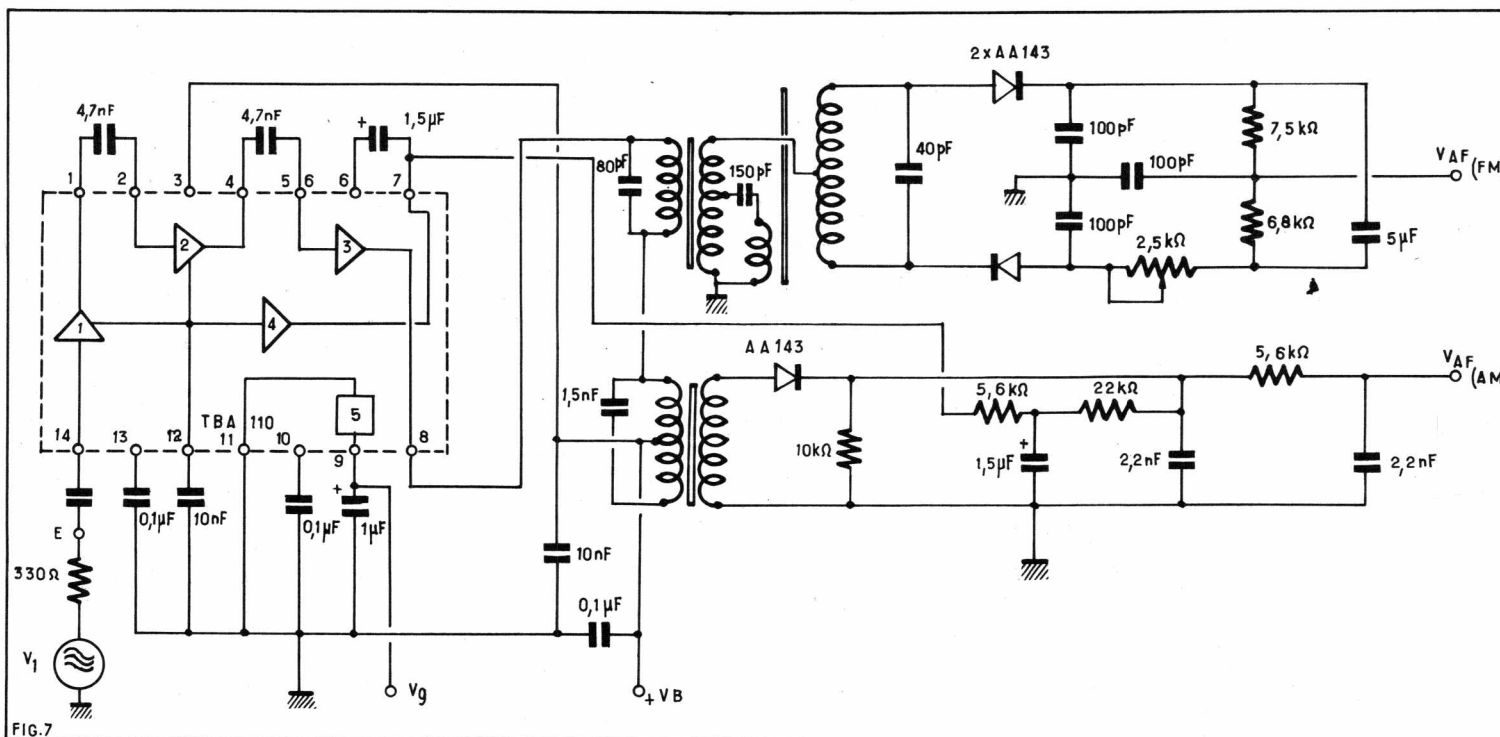 4,7nF
4,7nF
+
1,5µF
1
2
3
4
5
6
6
7
1
2
3
4
5
TBA 110
14
13
12
11
10
9
8
E
0,1µF
10nF
0,1µF
+
1µF
330Ω
V1
Vg
10nF
0,1µF
+ VB
80pF
150pF
40pF
2xAA143
100pF
100pF
100pF
7,5kΩ
6,8kΩ
2,5kΩ
5µF
VAF (FM
1,5nF
AA143
10kΩ
5,6kΩ
+
1,5µF
22kΩ
2,2nF
5,6kΩ
2,2nF
VAF (AM
FIG.7